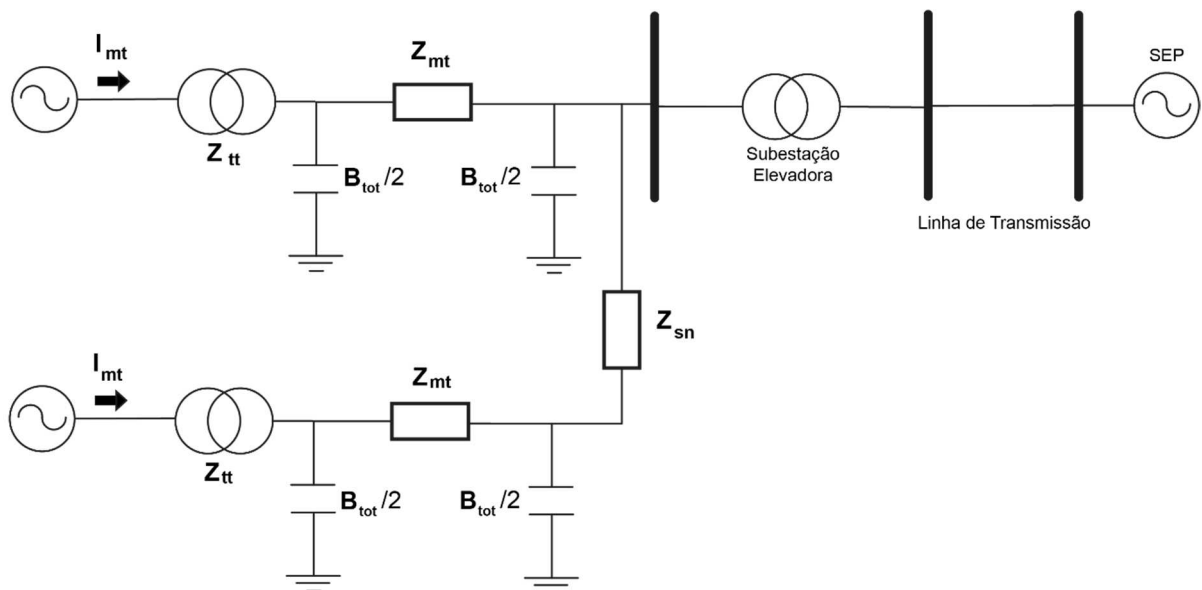 I_mt
Z_mt
SEP
Z_tt
B_tot/2
B_tot/2
Subestação
Elevadora
Linha de Transmissão
Z_sn
I_mt
Z_mt
Z_tt
B_tot/2
B_tot/2